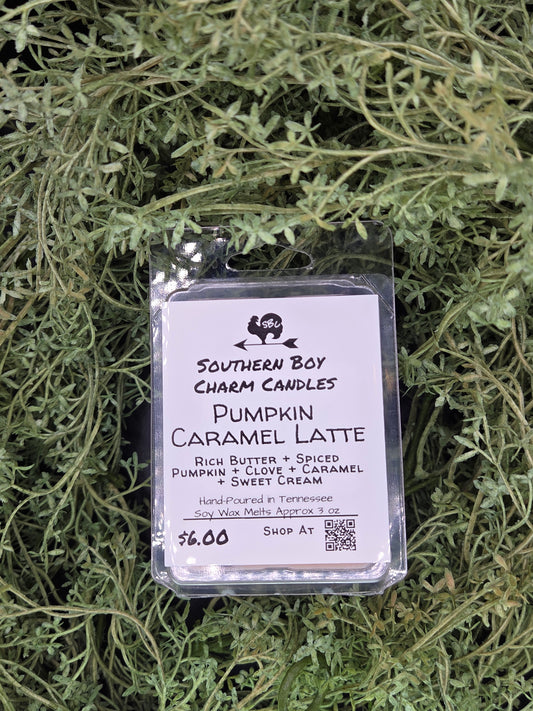 SBC
Southern Boy
Charm Candles
Pumpkin
Caramel Latte
Rich Butter + Spiced
Pumpkin + Clove + Caramel
+ Sweet Cream
Hand-Poured in Tennessee
Soy Wax Melts Approx 3 oz
$6.00 Shop At